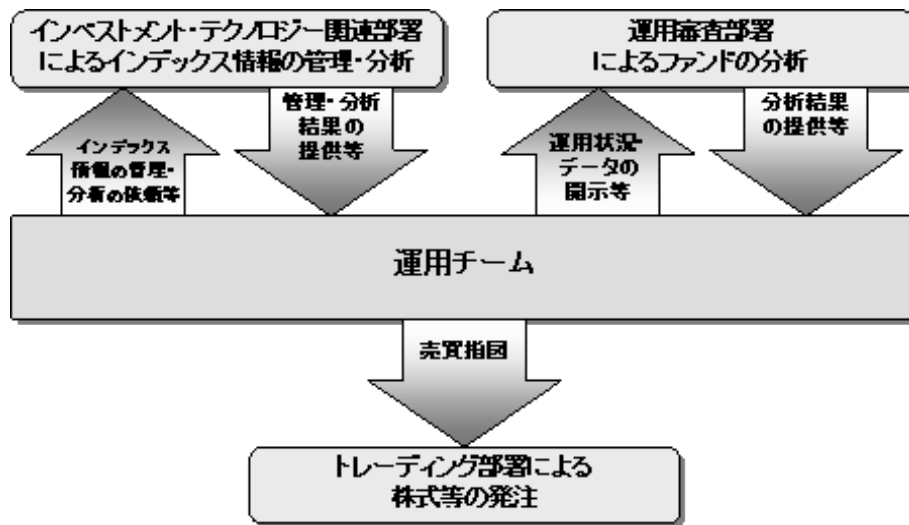 インベストメント・テクノロジー関連部署
によるインデックス情報の管理・分析
運用審査部署
によるファンドの分析
インデックス
情報の管理・
分析の依頼等
管理・分析
結果の
提供等
運用状況・
データの
開示等
分析結果
の提供等
運用チーム
売買指図
トレーディング部署による
株式等の発注